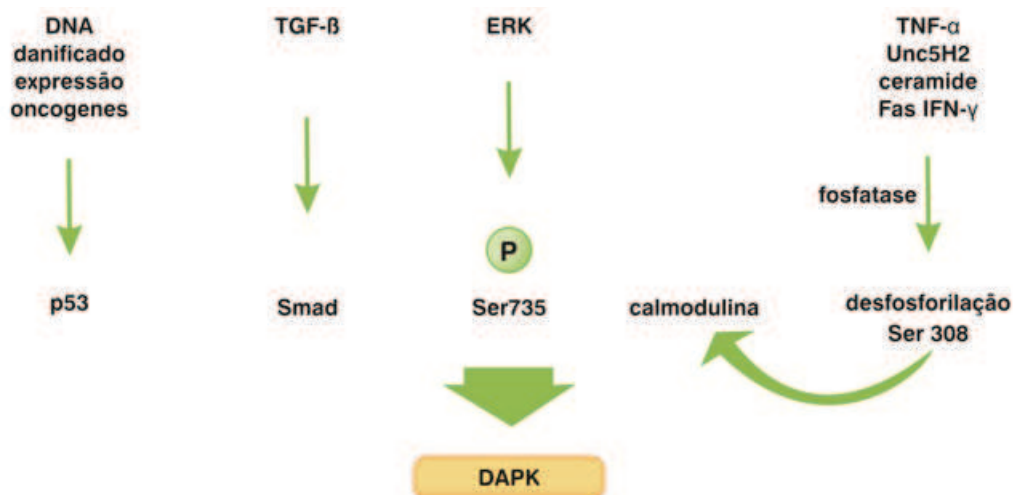 DNA
danificado
expressão
oncogenes
TGF-ß
ERK
TNF-α
Unc5H2
ceramide
Fas IFN-γ
fosfatase
P
p53
Smad
Ser735
calmodulina
desfosforilação
Ser 308
DAPK